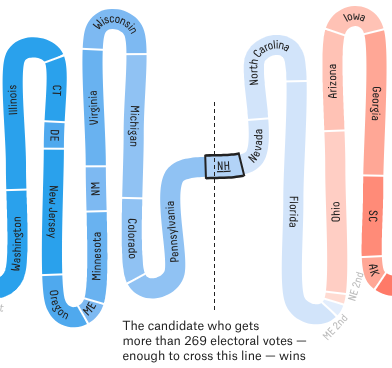 Wisconsin
Iowa
North Carolina
Illinois
CT
Virginia
Michigan
Arizona
Georgia
DE
Nevada
NH
NM
New Jersey
Washington
Minnesota
Colorado
Pennsylvania
Florida
Ohio
SC
AK
Oregon
ME
NE 2nd
ME 2nd
The candidate who gets
more than 269 electoral votes —
enough to cross this line — wins